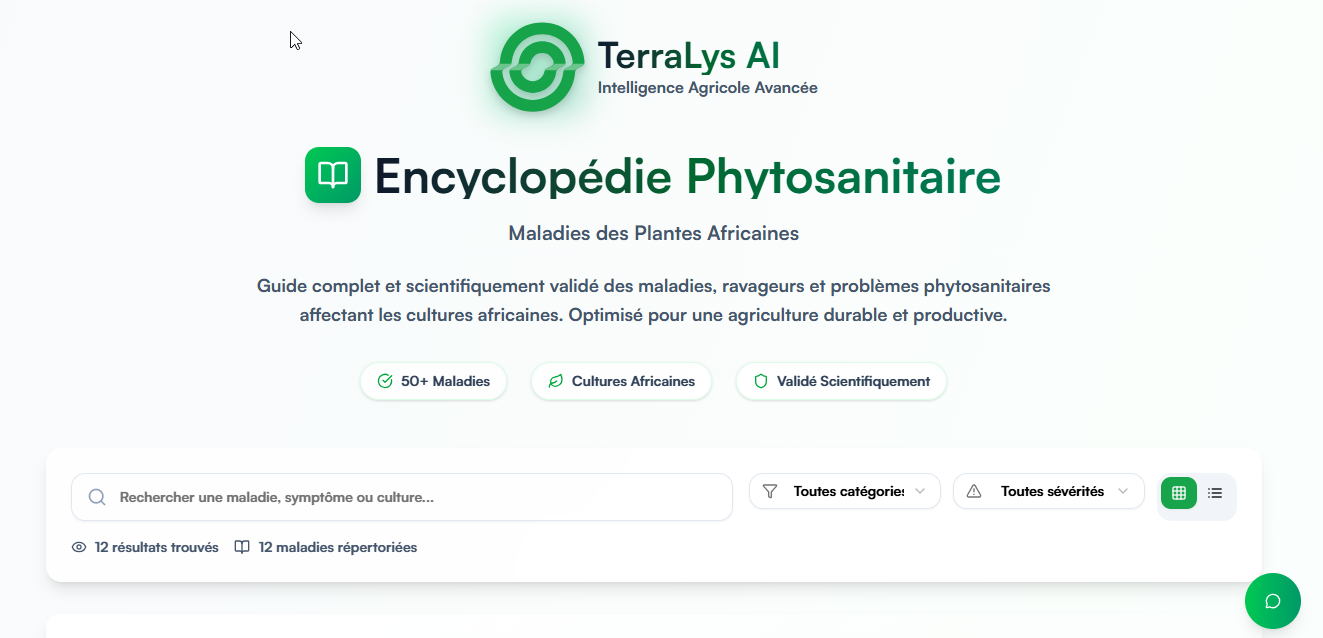 TerraLys AI
Intelligence Agricole Avancée
Encyclopédie Phytosanitaire
Maladies des Plantes Africaines
Guide complet et scientifiquement validé des maladies, ravageurs et problèmes phytosanitaires
affectant les cultures africaines. Optimisé pour une agriculture durable et productive.
50+ Maladies
Cultures Africaines
Validé Scientifiquement
Rechercher une maladie, symptôme ou culture...
Toutes catégories
Toutes sévérités
12 résultats trouvés
12 maladies répertoriées